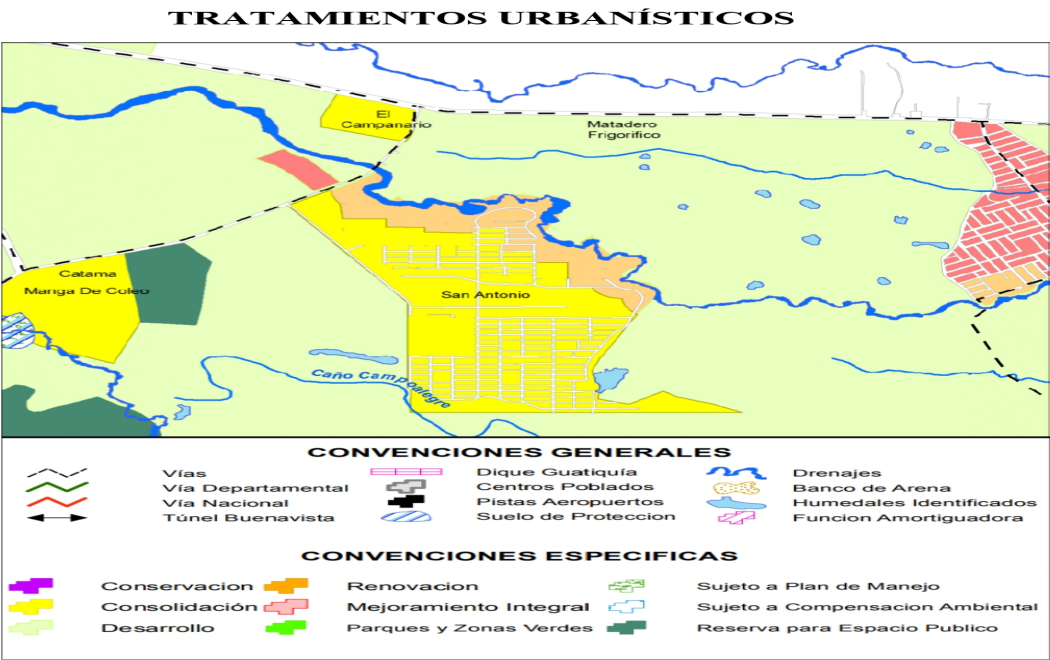 TRATAMIENTOS URBANÍSTICOS
El
Campanario
Matadero
Frigorifico
Catama
Manga De Coleo
San Antonio
Caño Campoalegre
CONVENCIONES GENERALES
Vías
Vía Departamental
Vía Nacional
Túnel Buenavista
Dique Guatiquía
Centros Poblados
Pistas Aeropuertos
Suelo de Proteccion
Drenajes
Banco de Arena
Humedales Identificados
Funcion Amortiguadora
CONVENCIONES ESPECIFICAS
Conservacion
Consolidación
Desarrollo
Renovacion
Mejoramiento Integral
Parques y Zonas Verdes
Sujeto a Plan de Manejo
Sujeto a Compensacion Ambiental
Reserva para Espacio Publico